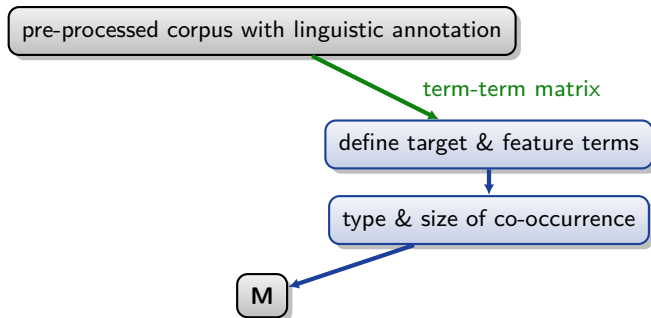 pre-processed corpus with linguistic annotation
term-term matrix
define target & feature terms
type & size of co-occurrence
M